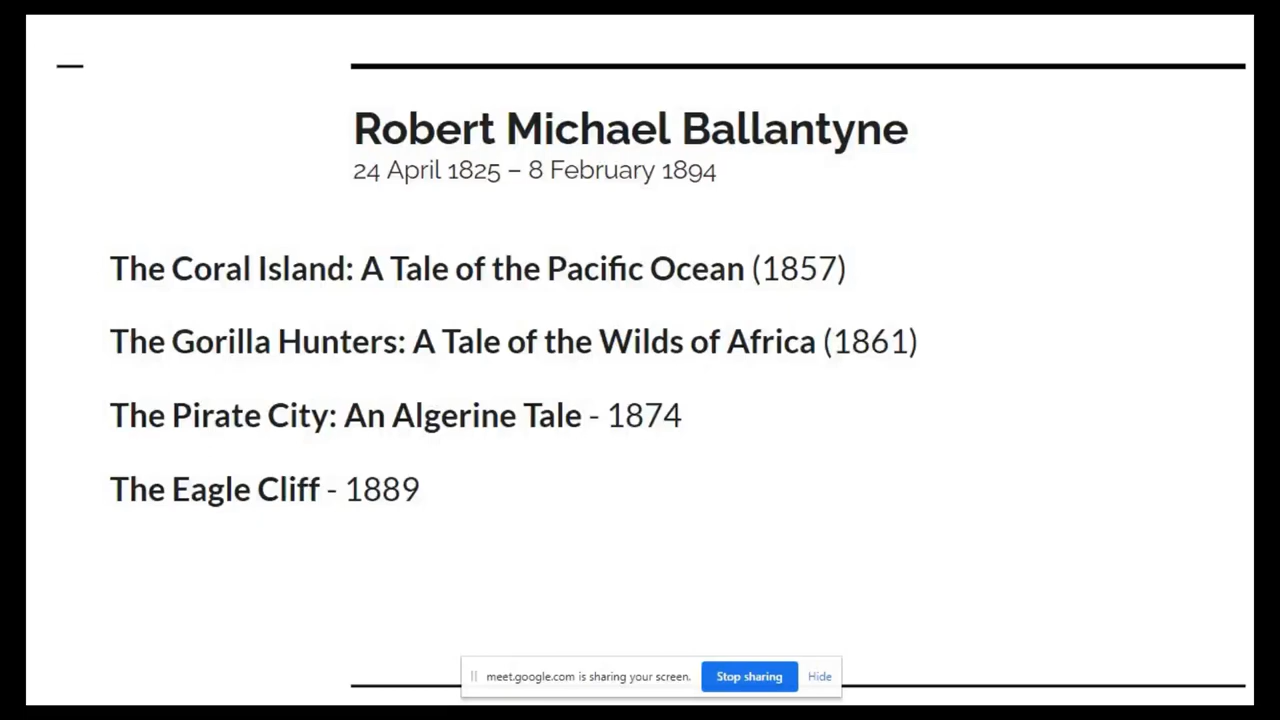 Robert Michael Ballantyne
24 April 1825 – 8 February 1894
The Coral Island: A Tale of the Pacific Ocean (1857)
The Gorilla Hunters: A Tale of the Wilds of Africa (1861)
The Pirate City: An Algerine Tale - 1874
The Eagle Cliff - 1889
meet.google.com is sharing your screen. Stop sharing Hide